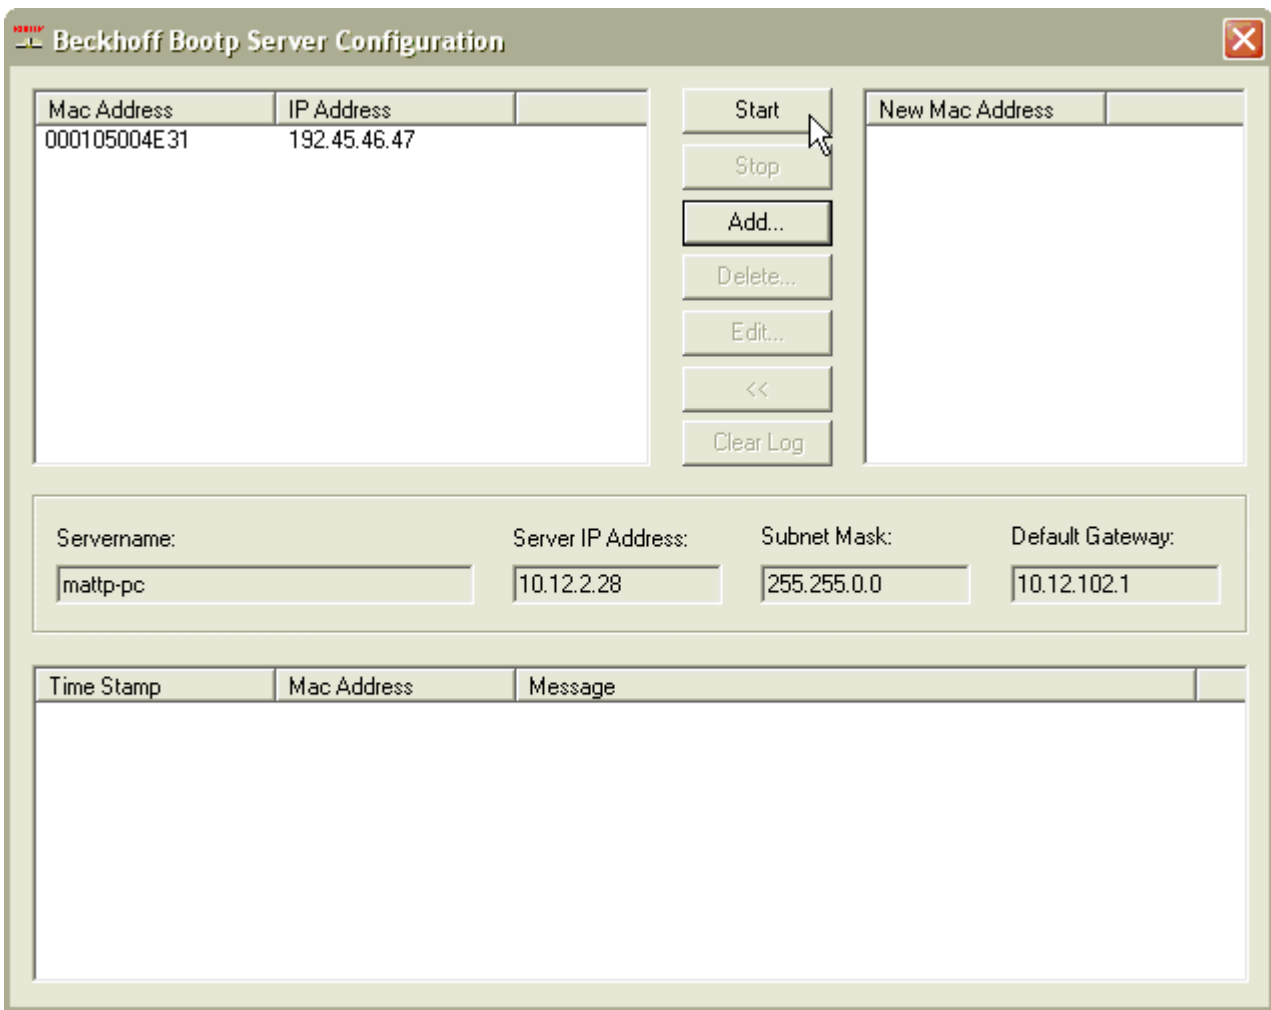 Beckhoff Bootp Server Configuration
Mac Address IP Address
000105004E31 192.45.46.47
Start
Stop
Add...
Delete...
Edit...
<<
Clear Log
New Mac Address
Servername: Server IP Address: Subnet Mask: Default Gateway:
mattp-pc 10.12.2.28 255.255.0.0 10.12.102.1
Time Stamp Mac Address Message